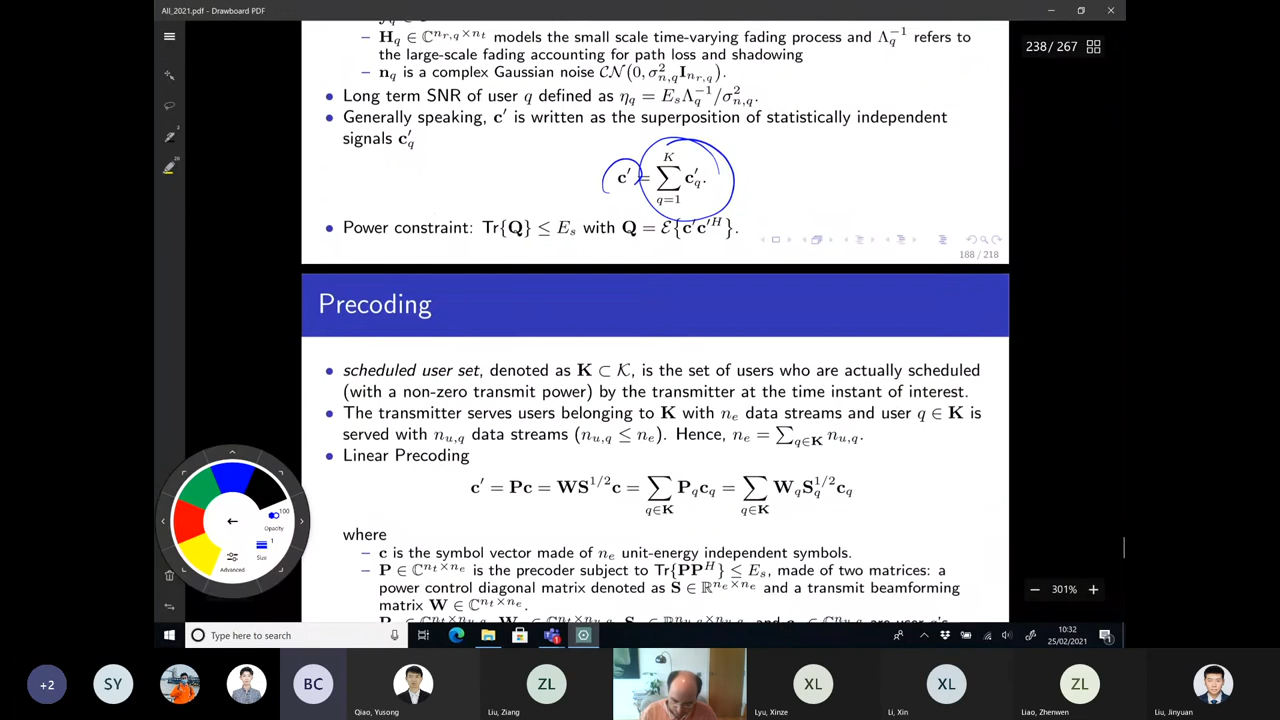 All_2021.pdf - Drawboard PDF
238 / 267
– H_q ∈ ℂ^{n_{r,q}×n_t} models the small scale time-varying fading process and Λ_q^{-1} refers to
the large-scale fading accounting for path loss and shadowing
– n_q is a complex Gaussian noise 𝒞𝒩(0, σ²_{n,q} I_{n_{r,q}}).
• Long term SNR of user q defined as η_q = E_s Λ_q^{-1}/σ²_{n,q}.
• Generally speaking, c′ is written as the superposition of statistically independent
signals c′_q
c′ = ∑_{q=1}^{K} c′_q.
• Power constraint: Tr{Q} ≤ E_s with Q = ℰ{c′c′^H}.
188 / 218
Precoding
• scheduled user set, denoted as K ⊂ 𝒦, is the set of users who are actually scheduled
(with a non-zero transmit power) by the transmitter at the time instant of interest.
• The transmitter serves users belonging to K with n_e data streams and user q ∈ K is
served with n_{u,q} data streams (n_{u,q} ≤ n_e). Hence, n_e = ∑_{q∈K} n_{u,q}.
• Linear Precoding
c′ = Pc = WS^{1/2}c = ∑_{q∈K} P_q c_q = ∑_{q∈K} W_q S_q^{1/2} c_q
where
– c is the symbol vector made of n_e unit-energy independent symbols.
– P ∈ ℂ^{n_t×n_e} is the precoder subject to Tr{PP^H} ≤ E_s, made of two matrices: a
power control diagonal matrix denoted as S ∈ ℝ^{n_e×n_e} and a transmit beamforming
matrix W ∈ ℂ^{n_t×n_e}.
100
Opacity
1
Size
Advanced
301%
Type here to search
10:32
25/02/2021
+2
SY
BC
Qiao, Yusong
ZL
Liu, Ziang
XL
Lyu, Xinze
XL
Li, Xin
ZL
Liao, Zhenwen
Liu, Jinyuan